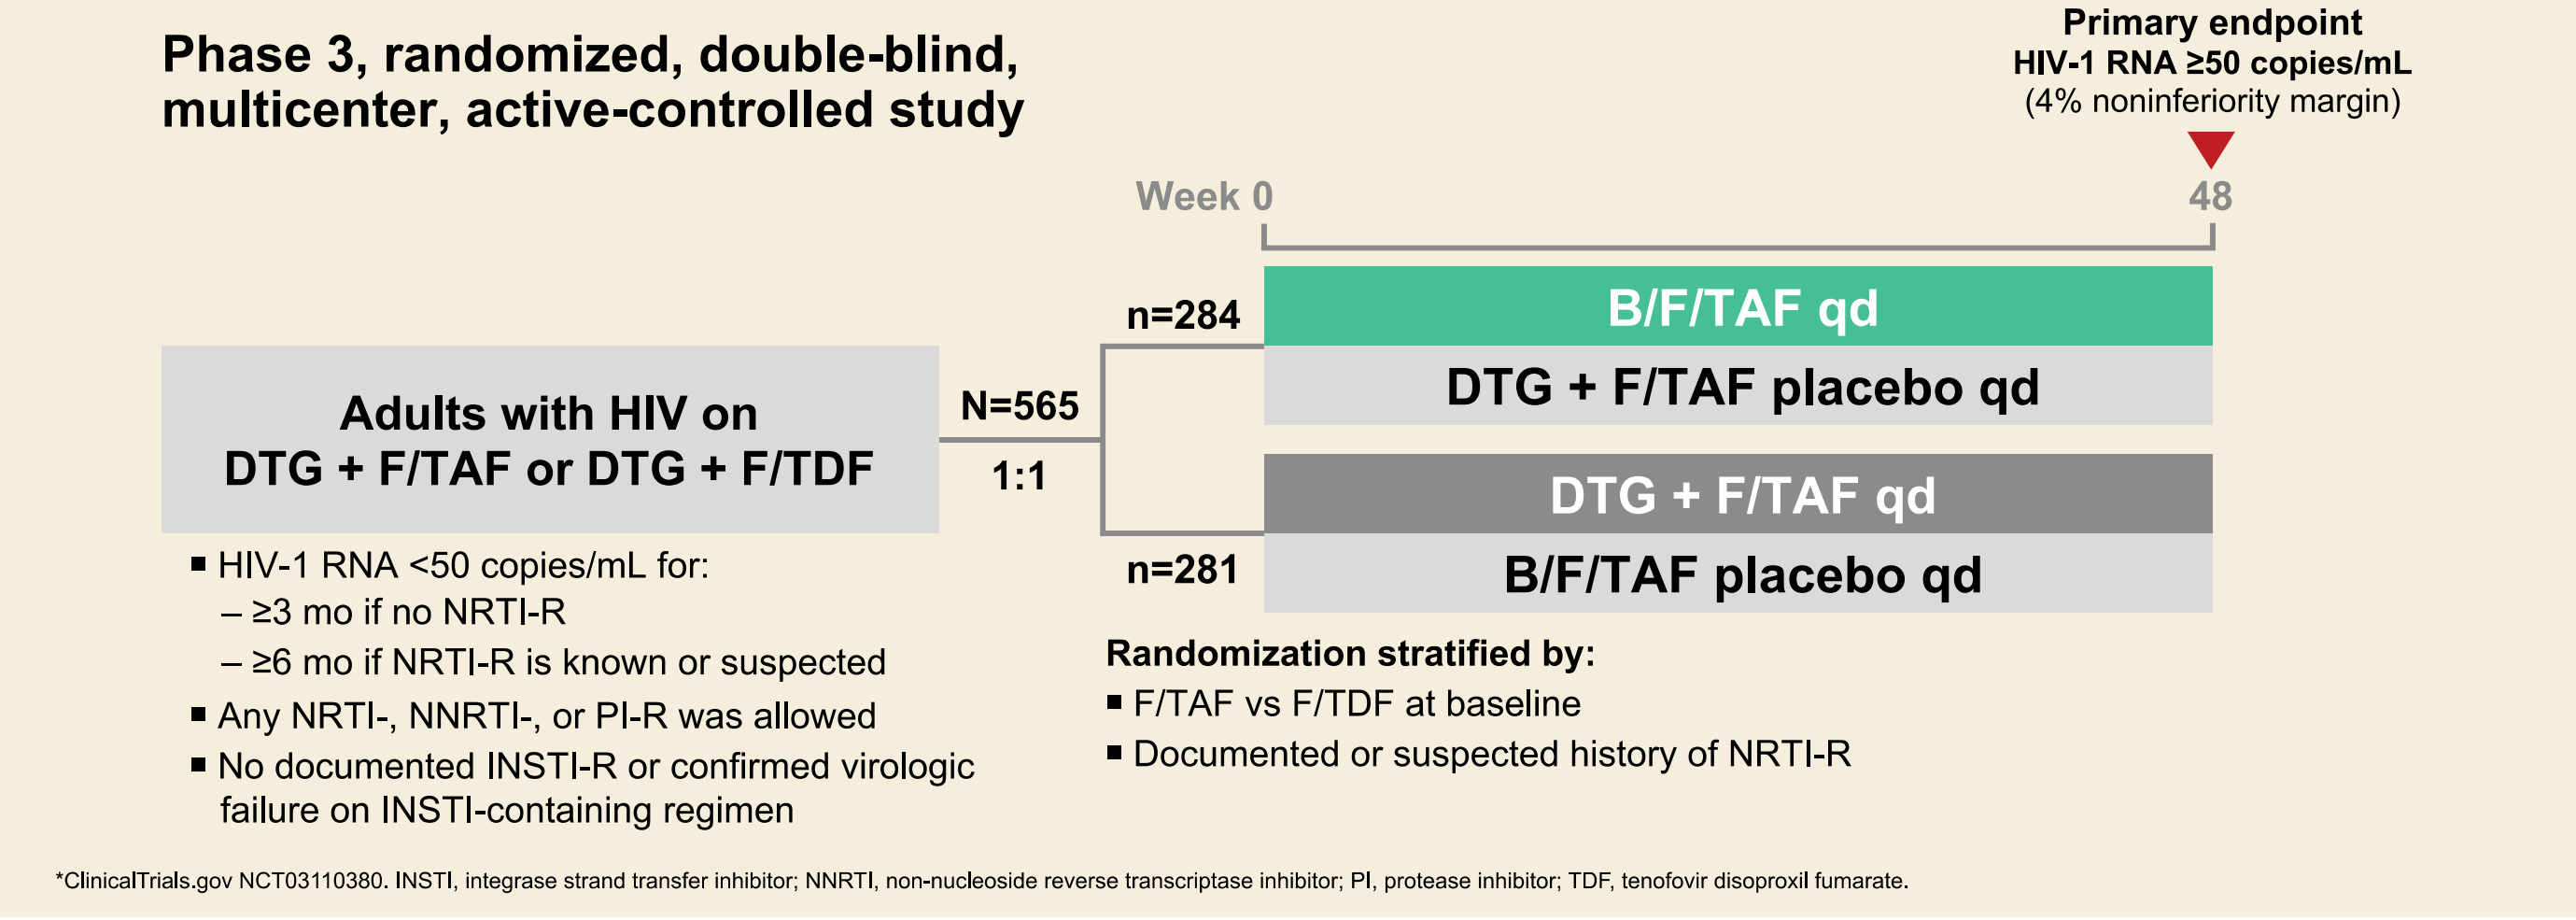 Phase 3, randomized, double-blind,
multicenter, active-controlled study
Primary endpoint
HIV-1 RNA ≥50 copies/mL
(4% noninferiority margin)
Week 0
48
Adults with HIV on
DTG + F/TAF or DTG + F/TDF
N=565
1:1
n=284
B/F/TAF qd
DTG + F/TAF placebo qd
n=281
DTG + F/TAF qd
B/F/TAF placebo qd
■ HIV-1 RNA <50 copies/mL for:
– ≥3 mo if no NRTI-R
– ≥6 mo if NRTI-R is known or suspected
■ Any NRTI-, NNRTI-, or PI-R was allowed
■ No documented INSTI-R or confirmed virologic
failure on INSTI-containing regimen
Randomization stratified by:
■ F/TAF vs F/TDF at baseline
■ Documented or suspected history of NRTI-R
*ClinicalTrials.gov NCT03110380. INSTI, integrase strand transfer inhibitor; NNRTI, non-nucleoside reverse transcriptase inhibitor; PI, protease inhibitor; TDF, tenofovir disoproxil fumarate.